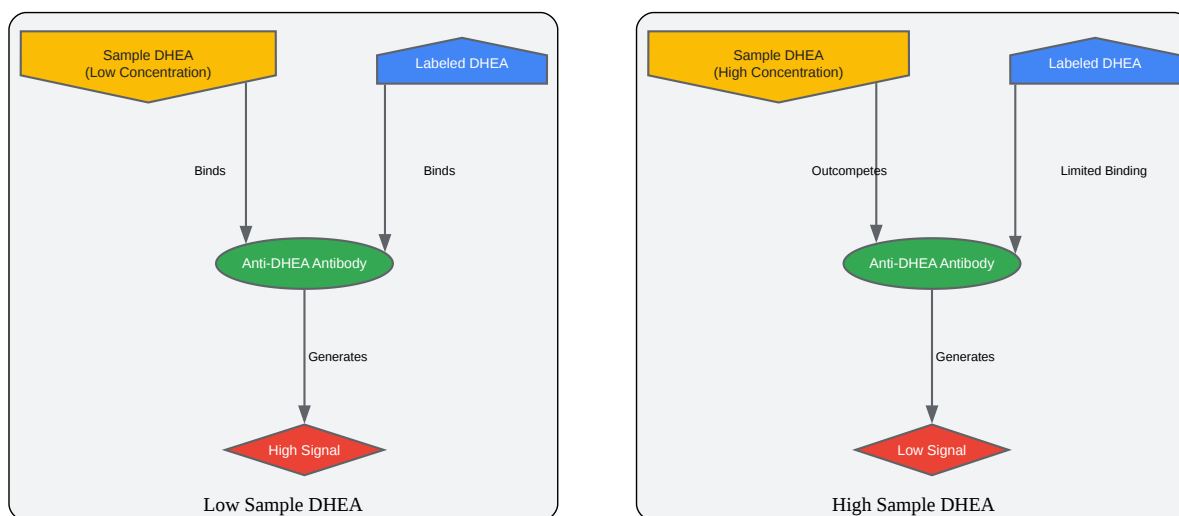 Sample DHEA
(Low Concentration)
Labeled DHEA
Binds
Binds
Anti-DHEA Antibody
Generates
High Signal
Low Sample DHEA
Sample DHEA
(High Concentration)
Labeled DHEA
Outcompetes
Limited Binding
Anti-DHEA Antibody
Generates
Low Signal
High Sample DHEA